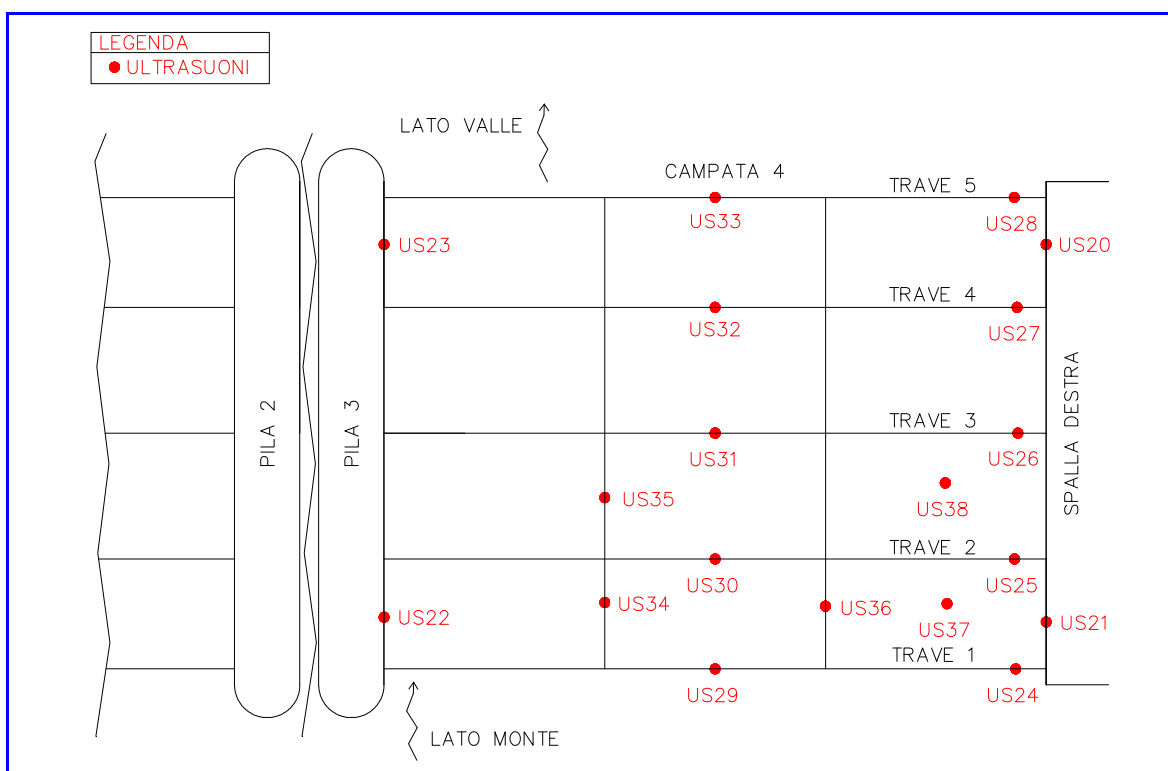 LEGENDA
ULTRASUONI
LATO VALLE
CAMPATA 4
TRAVE 5
US33
US28
US23
US20
TRAVE 4
US32
US27
PILA 2
PILA 3
SPALLA DESTRA
TRAVE 3
US31
US26
US35
US38
TRAVE 2
US30
US25
US34
US36
US37
US22
US21
TRAVE 1
US29
US24
LATO MONTE